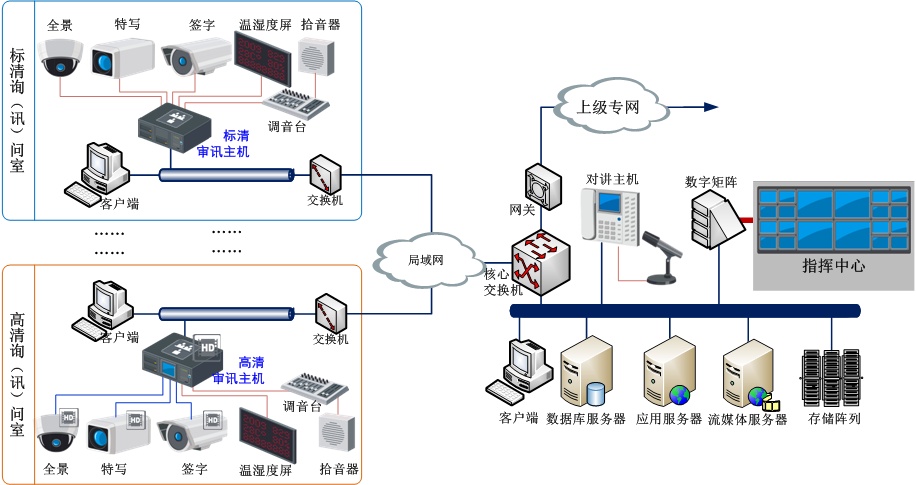 标清询（讯）问室
全景
特写
签字
温湿度屏
拾音器
调音台
标清
审讯主机
客户端
交换机
……
……
……
……
局域网
高清询（讯）问室
客户端
交换机
HD
高清
审讯主机
调音台
HD
HD
HD
全景
特写
签字
温湿度屏
拾音器
上级专网
网关
对讲主机
数字矩阵
指挥中心
核心
交换机
客户端
数据库服务器
应用服务器
流媒体服务器
存储阵列